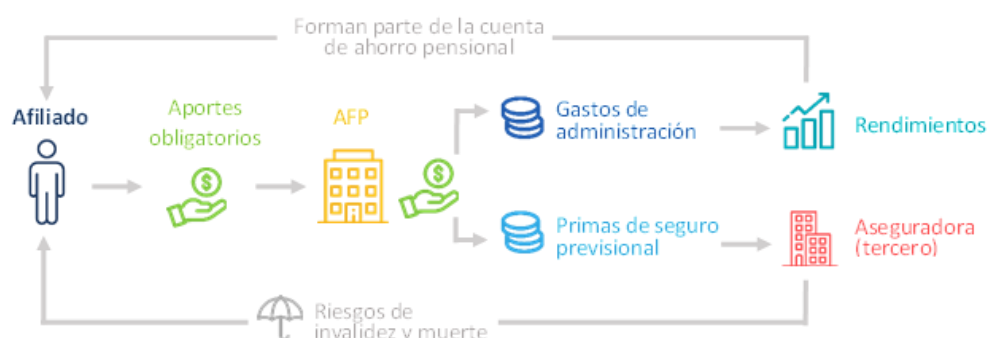 Forman parte de la cuenta
de ahorro pensional
Afiliado
Aportes
obligatorios
AFP
$
$
Gastos de
administración
Rendimientos
Primas de seguro
previsional
Aseguradora
(tercero)
Riesgos de
invalidez y muerte